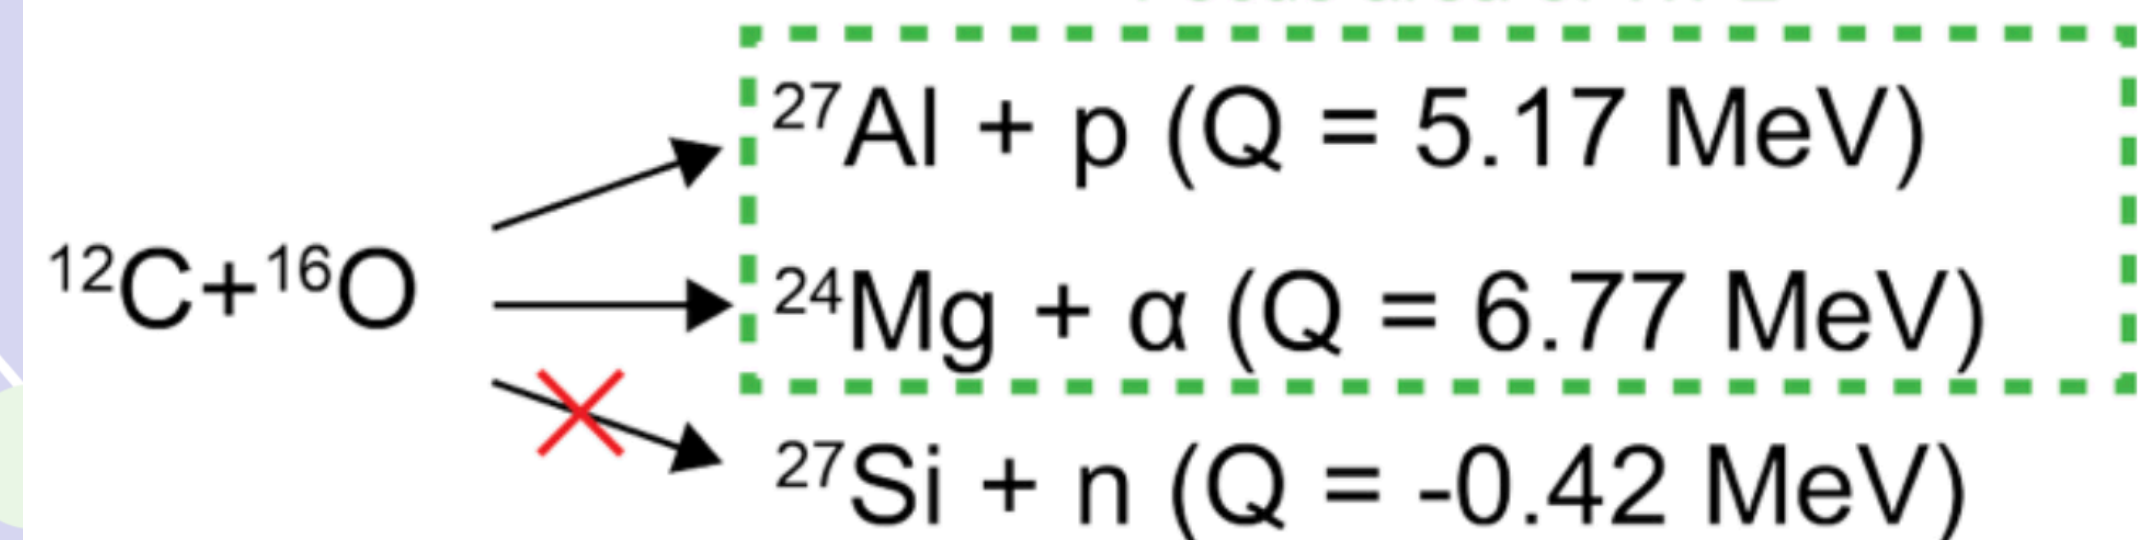 ²⁷Al + p (Q = 5.17 MeV)
¹²C+¹⁶O
²⁴Mg + α (Q = 6.77 MeV)
²⁷Si + n (Q = -0.42 MeV)